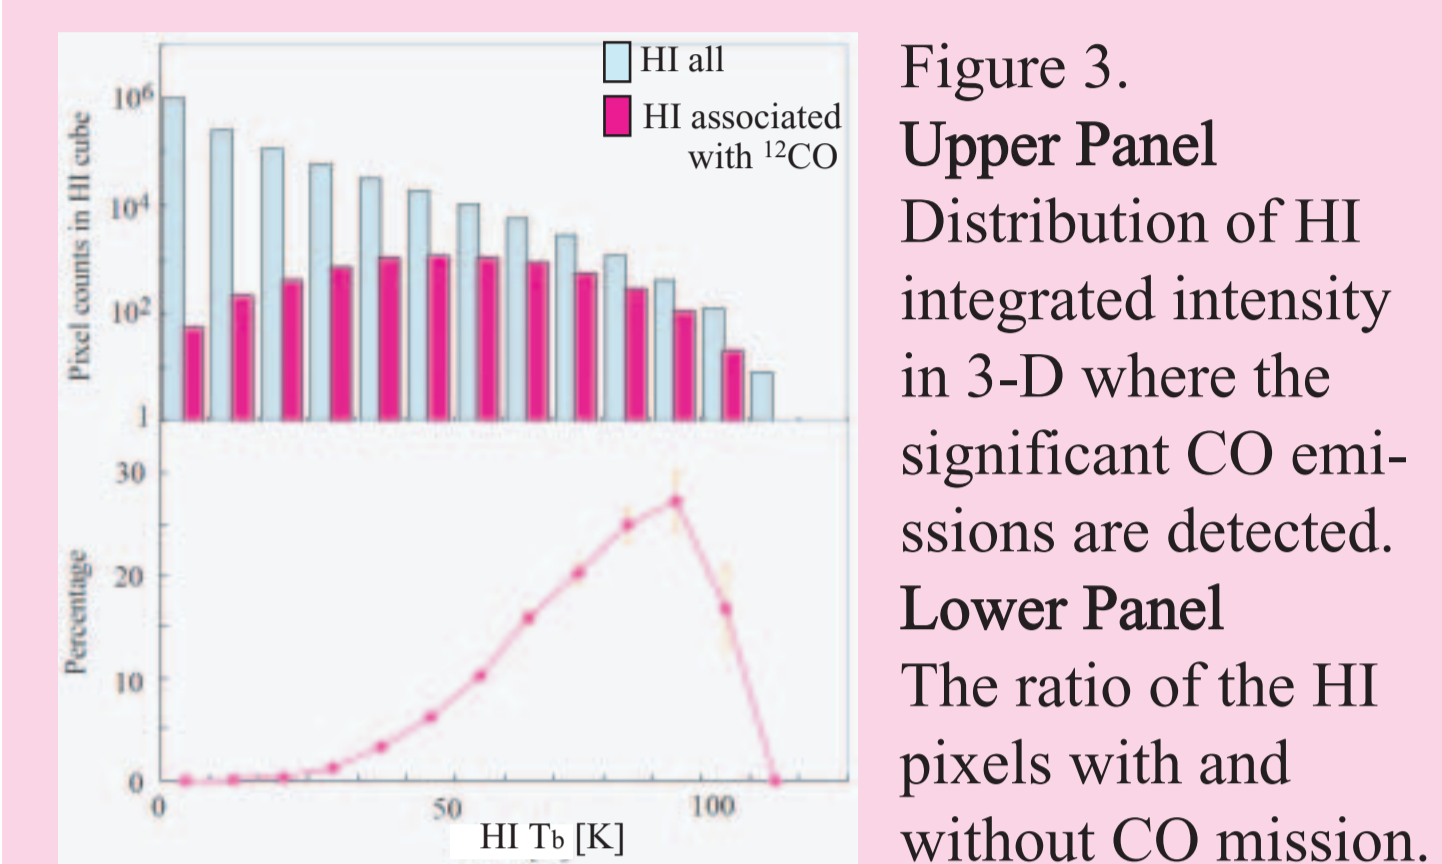 HI all
HI associated
with ¹²CO
Pixel counts in HI cube
10⁶
10⁴
10²
1
Percentage
30
20
10
0
0 50 100
HI Tb [K]
Figure 3.
Upper Panel
Distribution of HI
integrated intensity
in 3-D where the
significant CO emi-
ssions are detected.
Lower Panel
The ratio of the HI
pixels with and
without CO mission.